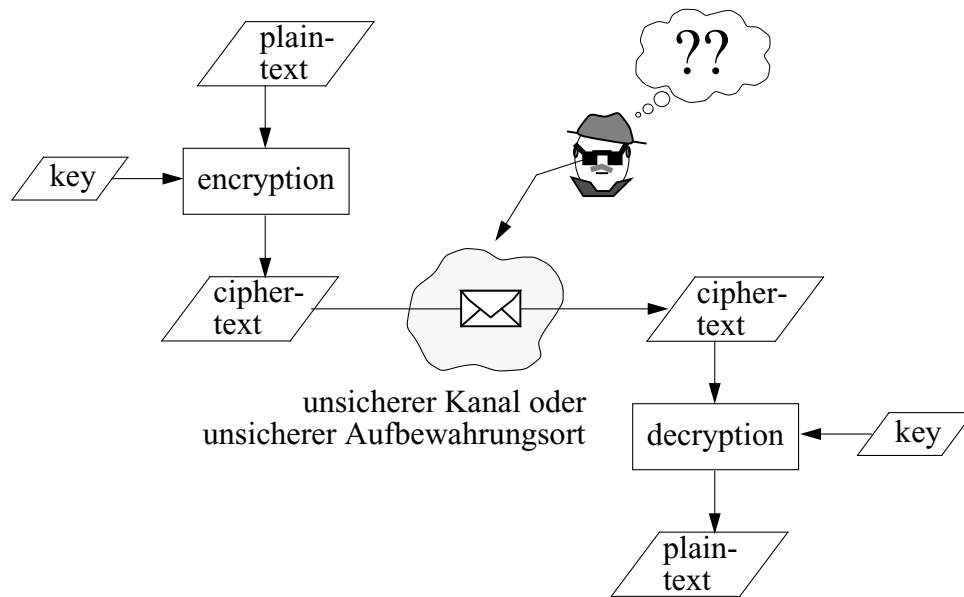 plain-
text
??
key
encryption
cipher-
text
cipher-
text
unsicherer Kanal oder
unsicherer Aufbewahrungsort
decryption
key
plain-
text